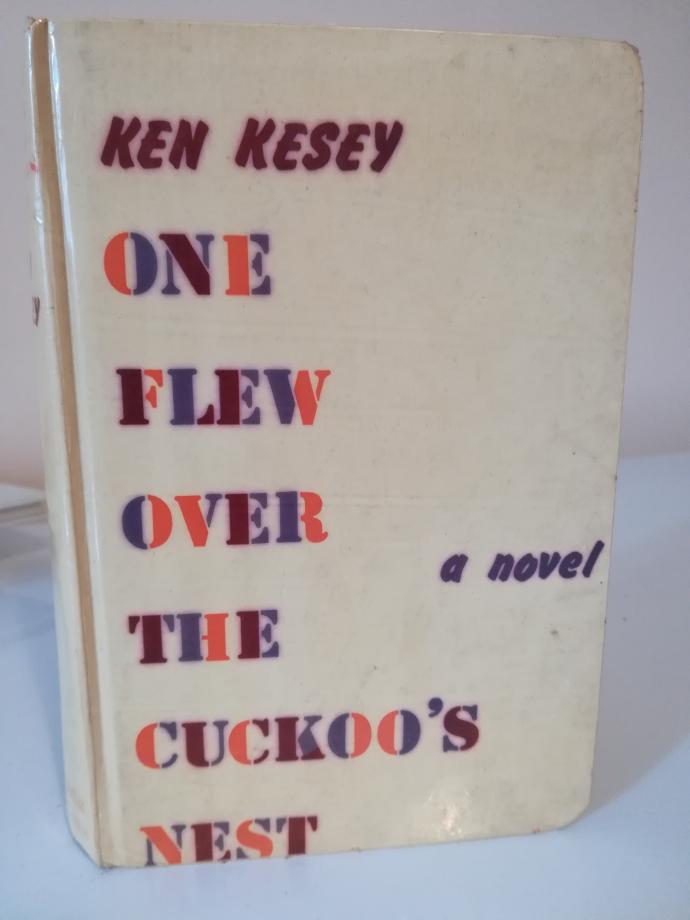 KEN KESEY
ONE
FLEW
OVER
a novel
THE
CUCKOO'S
NEST